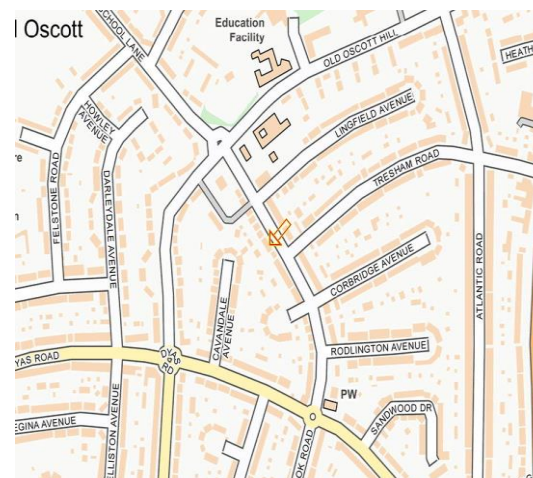 l Oscott
SCHOOL LANE
Education
Facility
OLD OSCOTT HILL
HEATH
HOWLEY
AVENUE
LINGFIELD AVENUE
TRESHAM ROAD
FELSTONE ROAD
DARLEYDALE AVENUE
CORBRIDGE AVENUE
ATLANTIC ROAD
CAVANDALE
AVENUE
YAS ROAD
DYAS
RD
RODLINGTON AVENUE
PW
SANDWOOD DR
EGINA AVENUE
ELLISTON AVENUE
OK ROAD